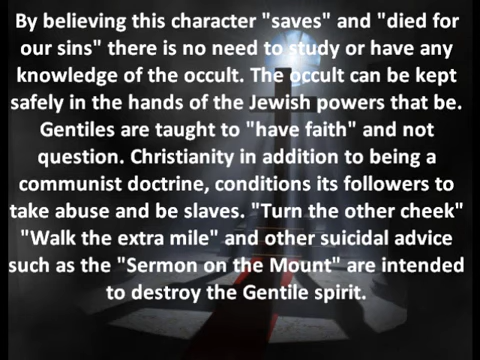 By believing this character "saves" and "died for
our sins" there is no need to study or have any
knowledge of the occult. The occult can be kept
safely in the hands of the Jewish powers that be.
Gentiles are taught to "have faith" and not
question. Christianity in addition to being a
communist doctrine, conditions its followers to
take abuse and be slaves. "Turn the other cheek"
"Walk the extra mile" and other suicidal advice
such as the "Sermon on the Mount" are intended
to destroy the Gentile spirit.